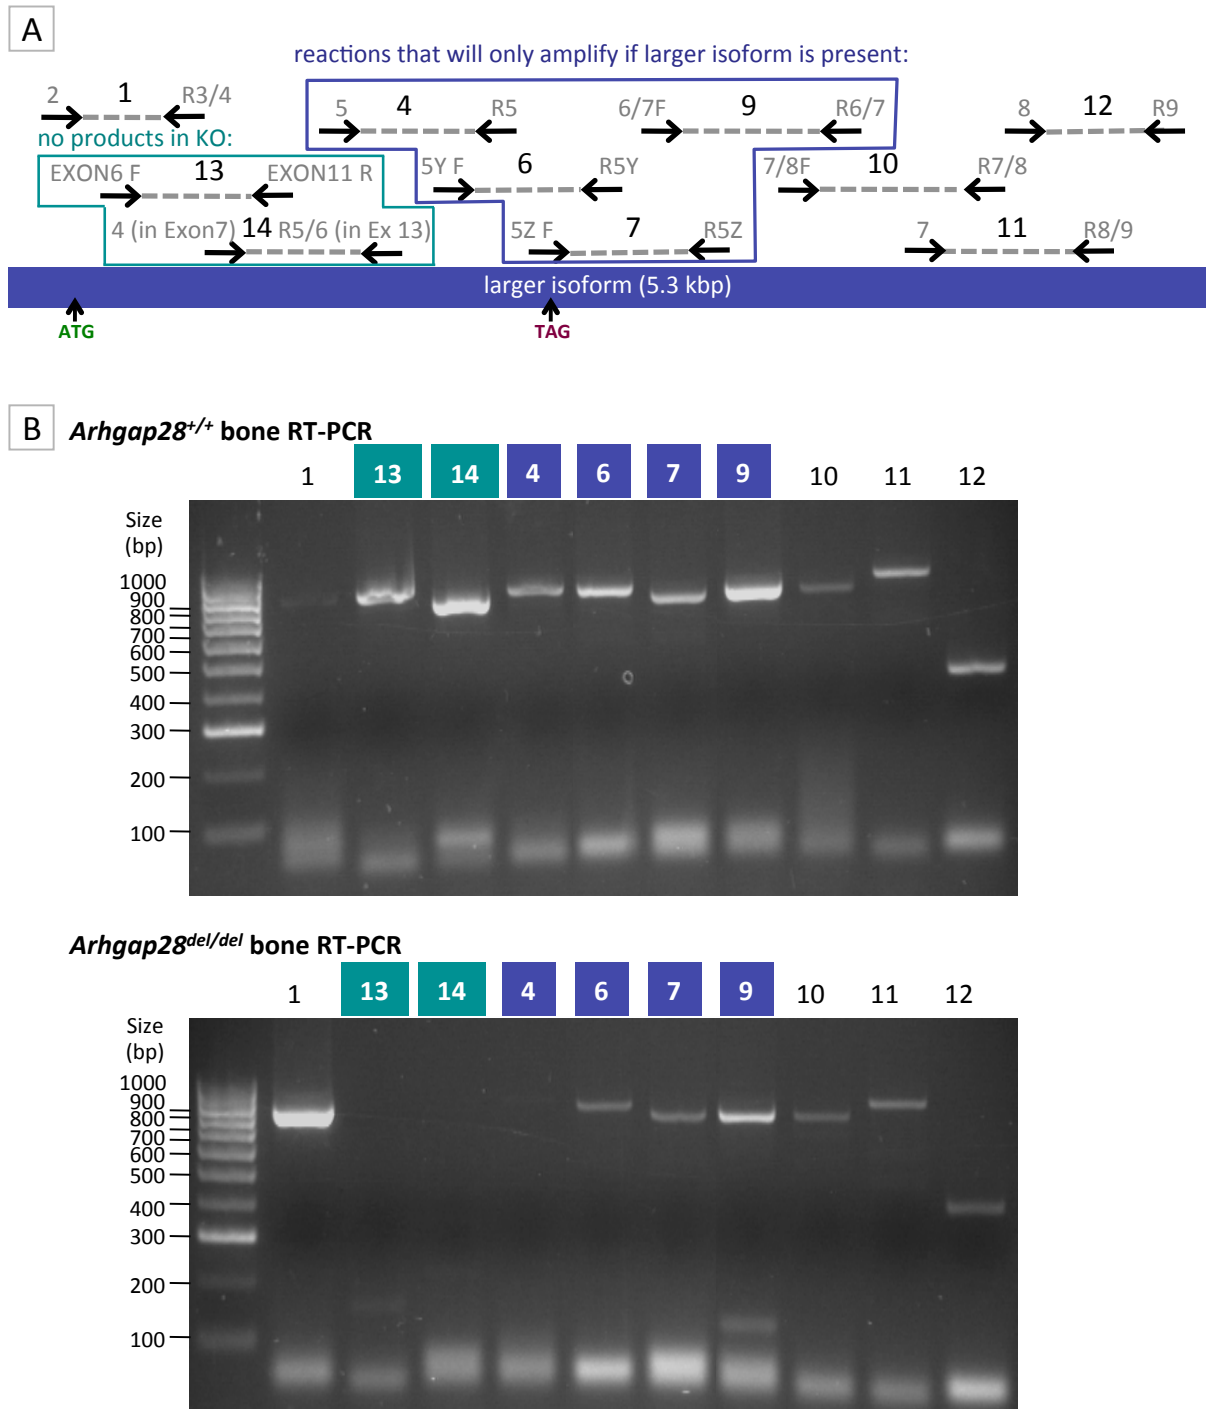 A
reactions that will only amplify if larger isoform is present:
2 1 R3/4 5 4 R5 6/7F 9 R6/7 8 12 R9
no products in KO:
EXON6 F 13 EXON11 R 5Y F 6 R5Y 7/8F 10 R7/8
4 (in Exon7) 14 R5/6 (in Ex 13) 5Z F 7 R5Z 7 11 R8/9
larger isoform (5.3 kbp)
ATG TAG
B Arhgap28+/+ bone RT-PCR
1 13 14 4 6 7 9 10 11 12
Size
(bp)
1000
900
800
700
600
500
400
300
200
100
Arhgap28del/del bone RT-PCR
1 13 14 4 6 7 9 10 11 12
Size
(bp)
1000
900
800
700
600
500
400
300
200
100